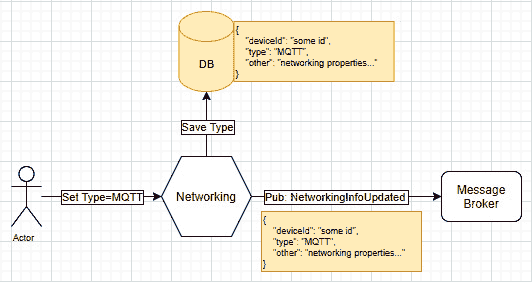 {
"deviceId": "some id",
"type": "MQTT",
"other": "networking properties..."
}
DB
Save Type
Actor
Set Type=MQTT
Networking
Pub: NetworkingInfoUpdated
Message
Broker
{
"deviceId": "some id",
"type": "MQTT",
"other": "networking properties..."
}